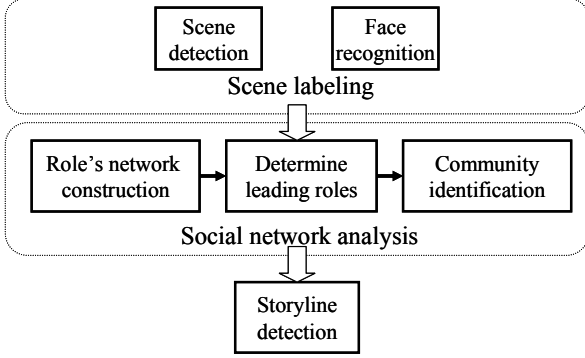 Scene
detection
Face
recognition
Scene labeling
Role's network
construction
Determine
leading roles
Community
identification
Social network analysis
Storyline
detection